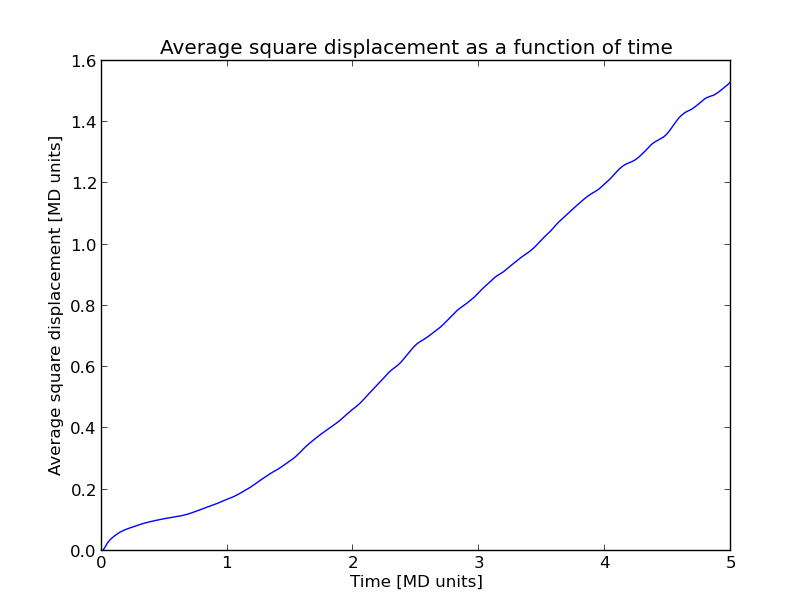 Average square displacement as a function of time
1.6
1.4
1.2
1.0
0.8
0.6
0.4
0.2
0.0
Average square displacement [MD units]
0 1 2 3 4 5
Time [MD units]